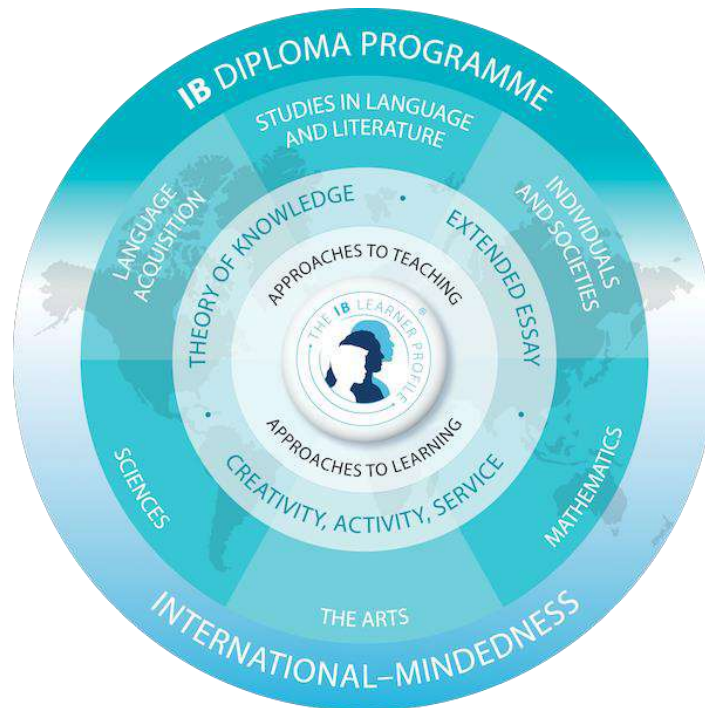 IB DIPLOMA PROGRAMME
STUDIES IN LANGUAGE
AND LITERATURE
LANGUAGE
ACQUISITION
INDIVIDUALS
AND SOCIETIES
THEORY OF KNOWLEDGE
•
EXTENDED ESSAY
APPROACHES TO TEACHING
• THE IB LEARNER PROFILE •
®
APPROACHES TO LEARNING
•
CREATIVITY, ACTIVITY, SERVICE
•
SCIENCES
MATHEMATICS
THE ARTS
INTERNATIONAL–MINDEDNESS